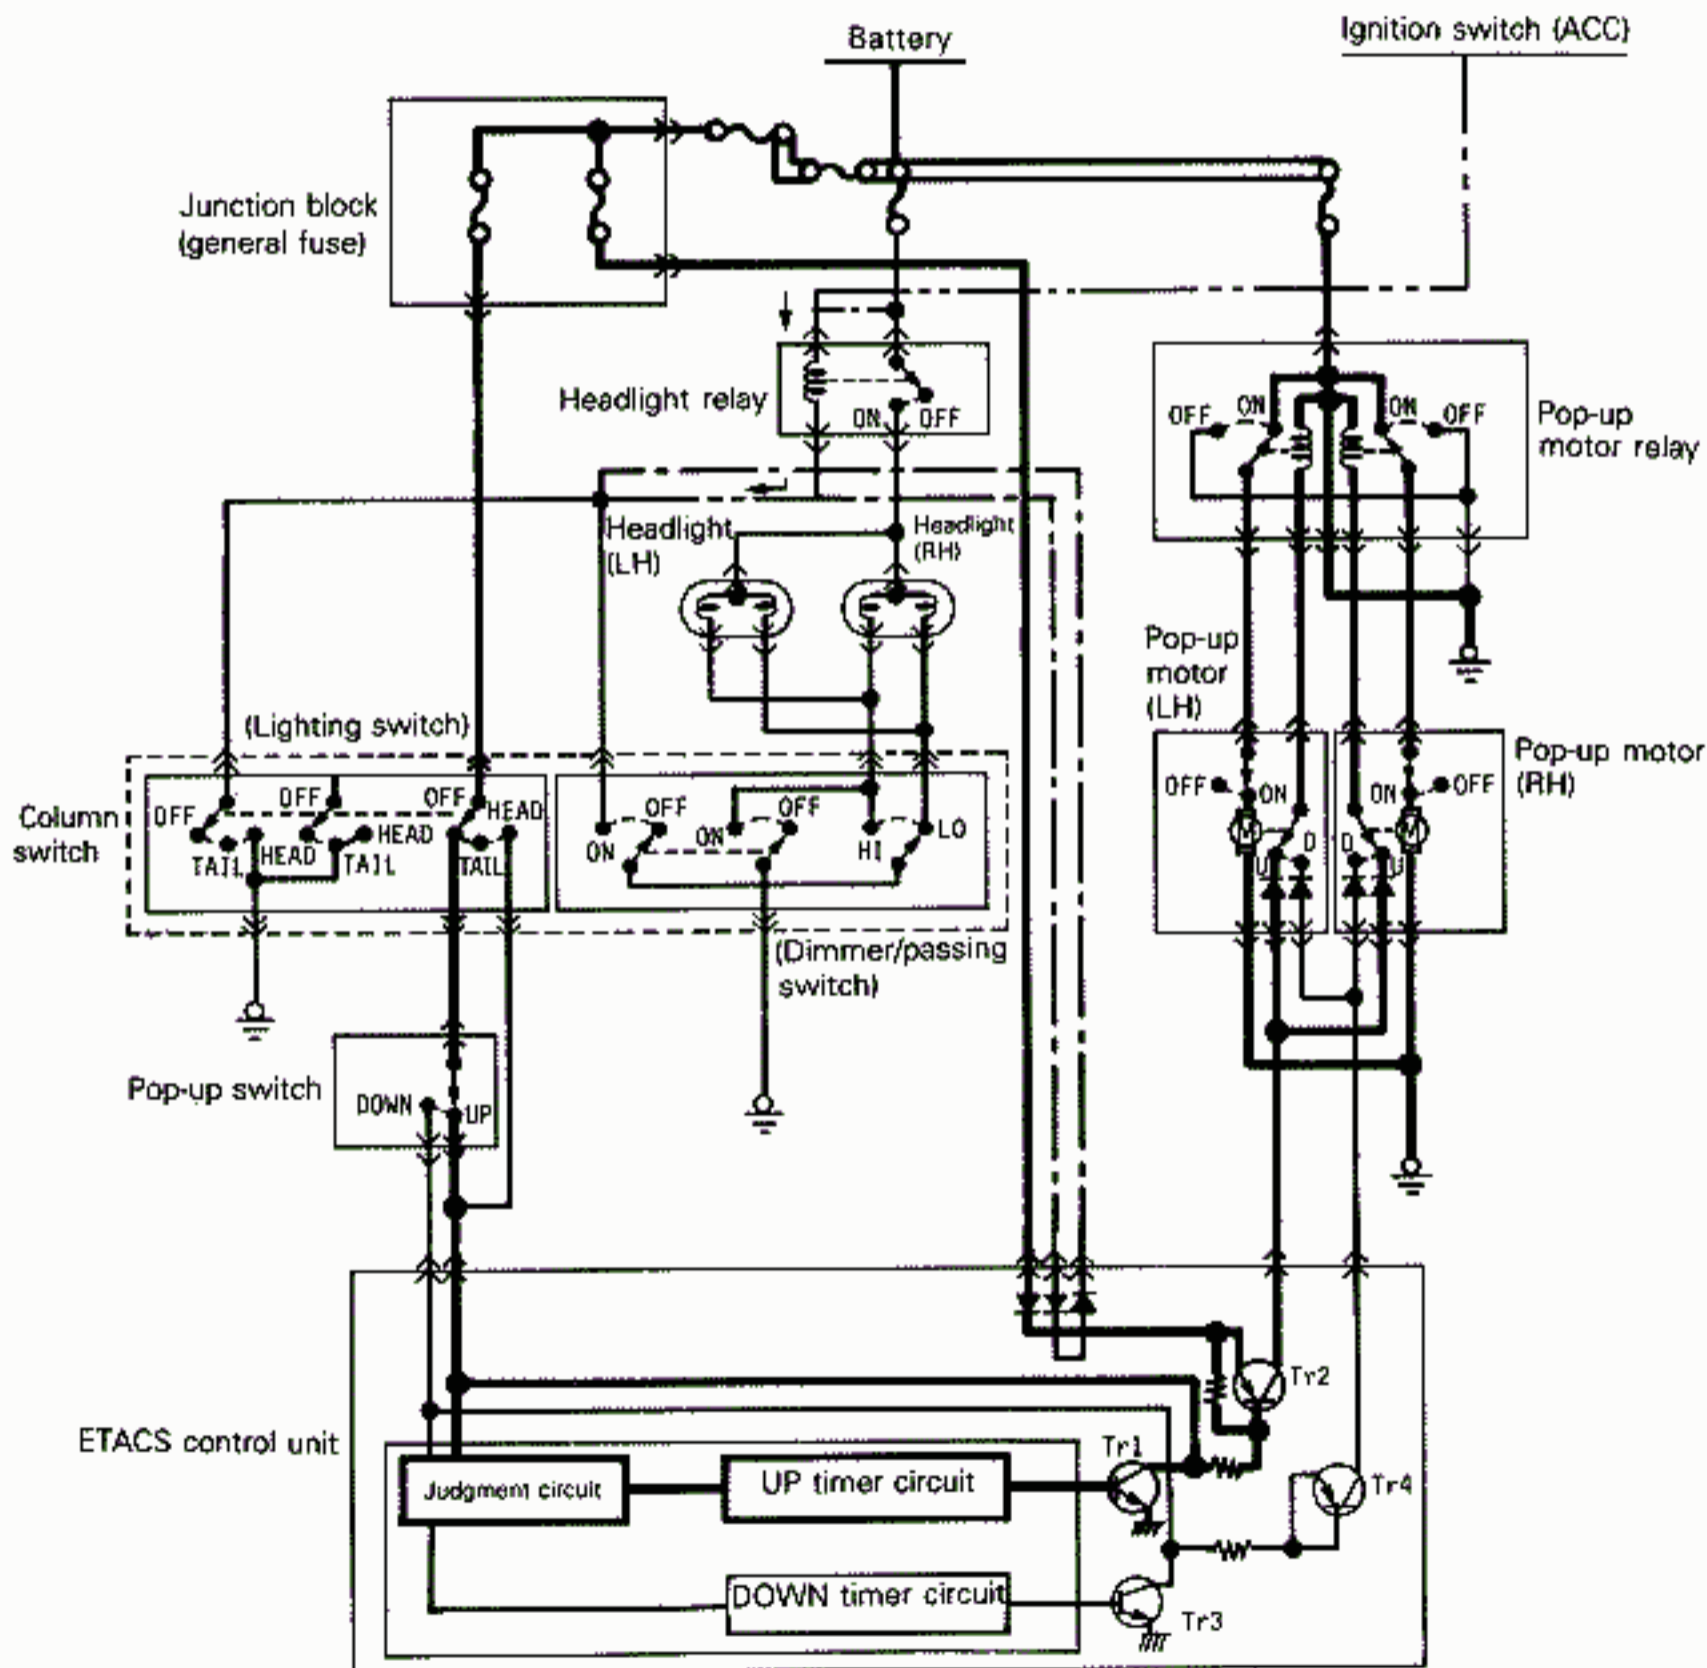 Battery
Ignition switch (ACC)
Junction block
(general fuse)
Headlight relay
ON
OFF
OFF
ON
ON
OFF
Pop-up
motor relay
Headlight
(LH)
Headlight
(RH)
Pop-up
motor
(LH)
(Lighting switch)
Pop-up motor
(RH)
OFF
ON
ON
OFF
Column
switch
OFF
TAIL
HEAD
OFF
HEAD
TAIL
OFF
HEAD
TAIL
ON
OFF
ON
OFF
HI
LO
M
M
D
D
U
U
(Dimmer/passing
switch)
Pop-up switch
DOWN
UP
ETACS control unit
Judgment circuit
UP timer circuit
DOWN timer circuit
Tr1
Tr2
Tr3
Tr4